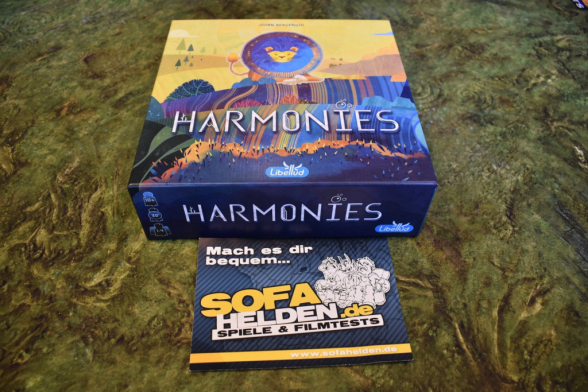 HARMONIES
Libellud
HARMONIES
Libellud
Mach es dir
bequem...
SOFA
HELDEN.de
SPIELE & FILMTESTS
www.sofahelden.de